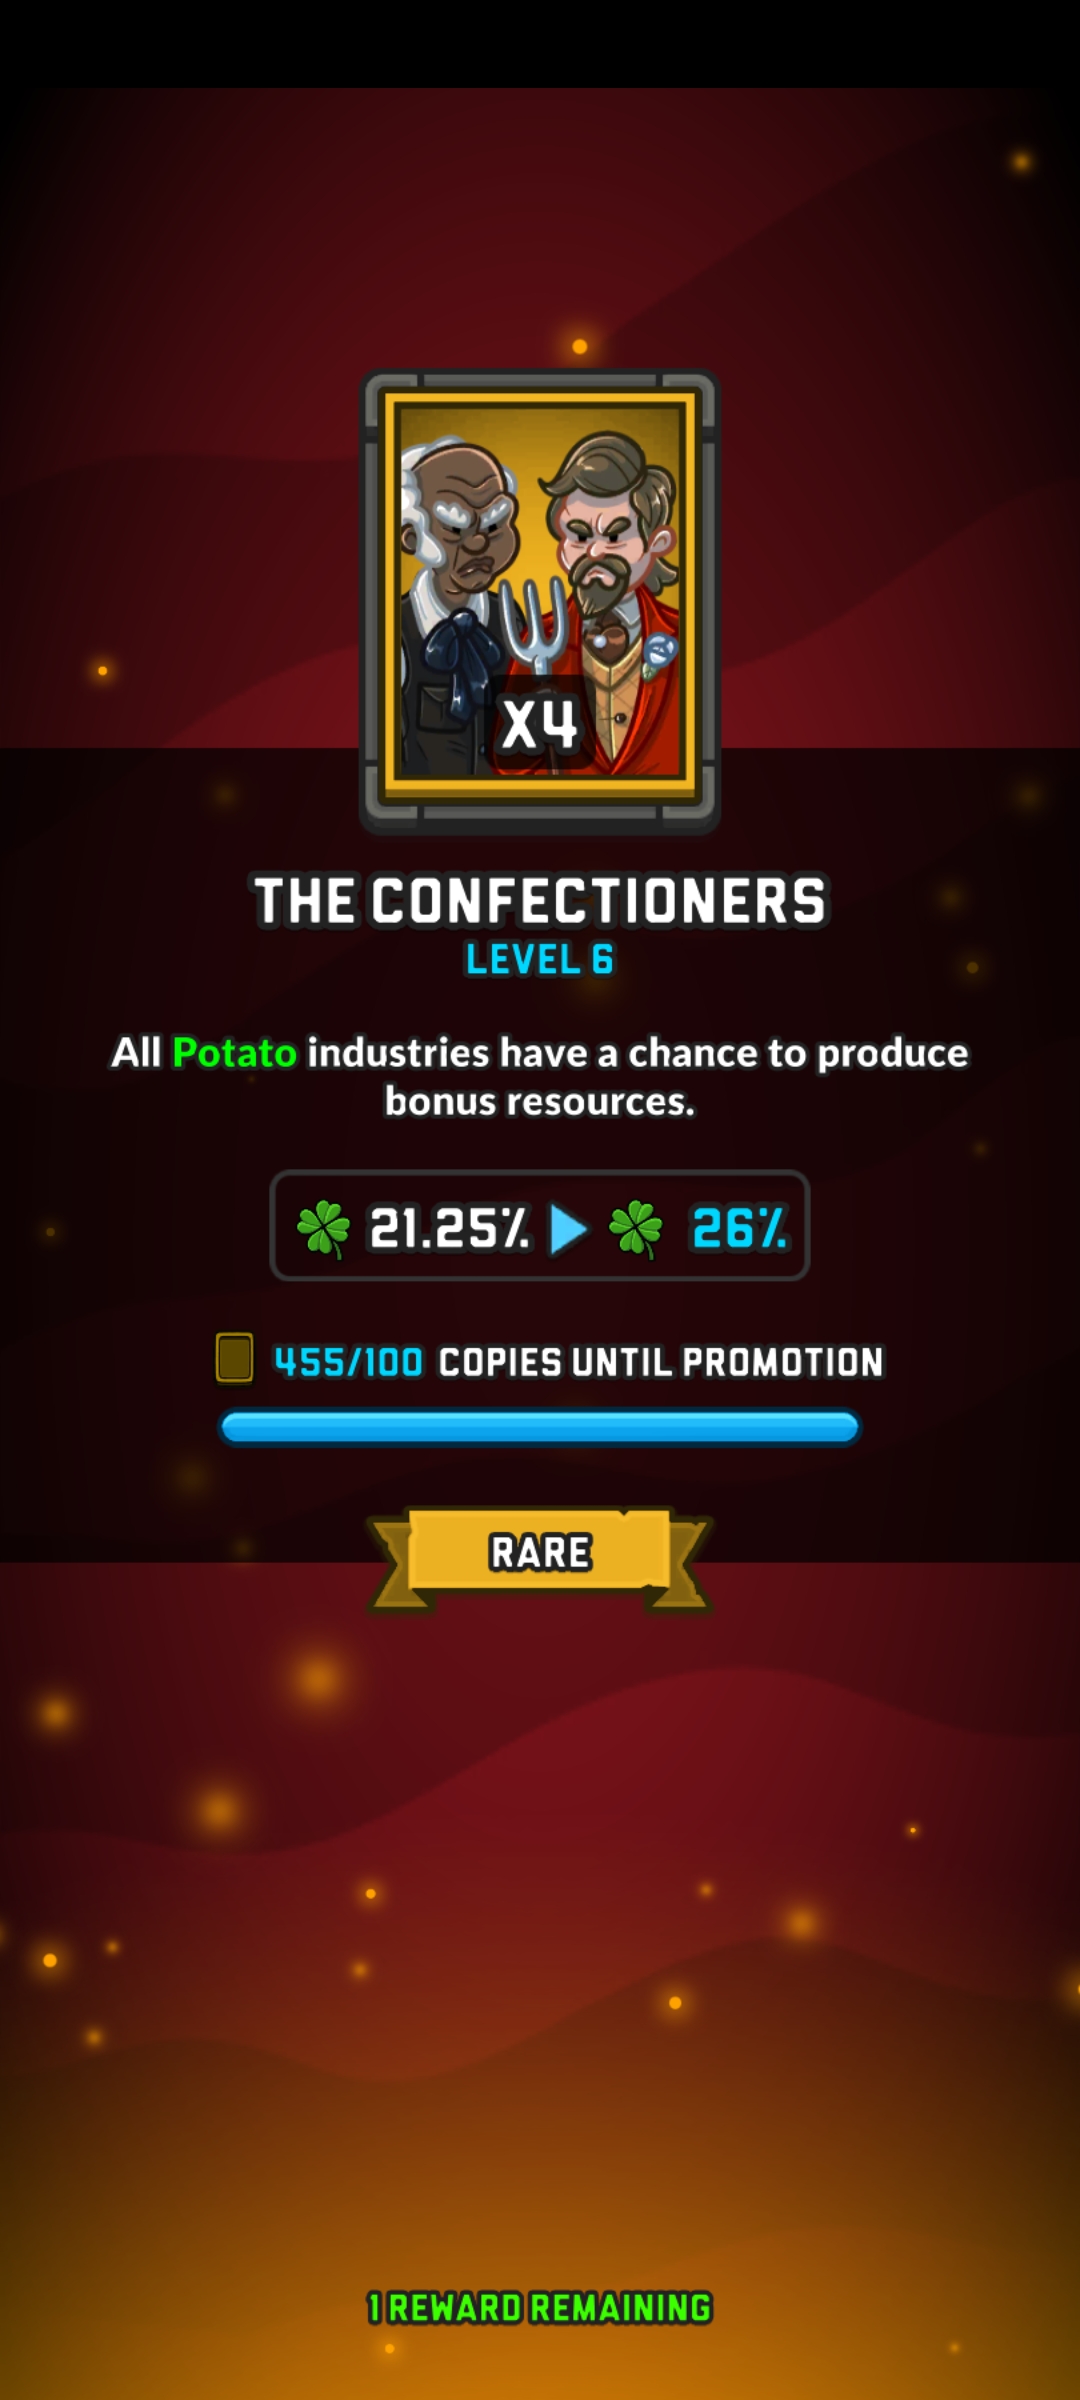 X4
THE CONFECTIONERS
LEVEL 6
All Potato industries have a chance to produce
bonus resources.
21.25% 26%
455/100 COPIES UNTIL PROMOTION
RARE
1 REWARD REMAINING